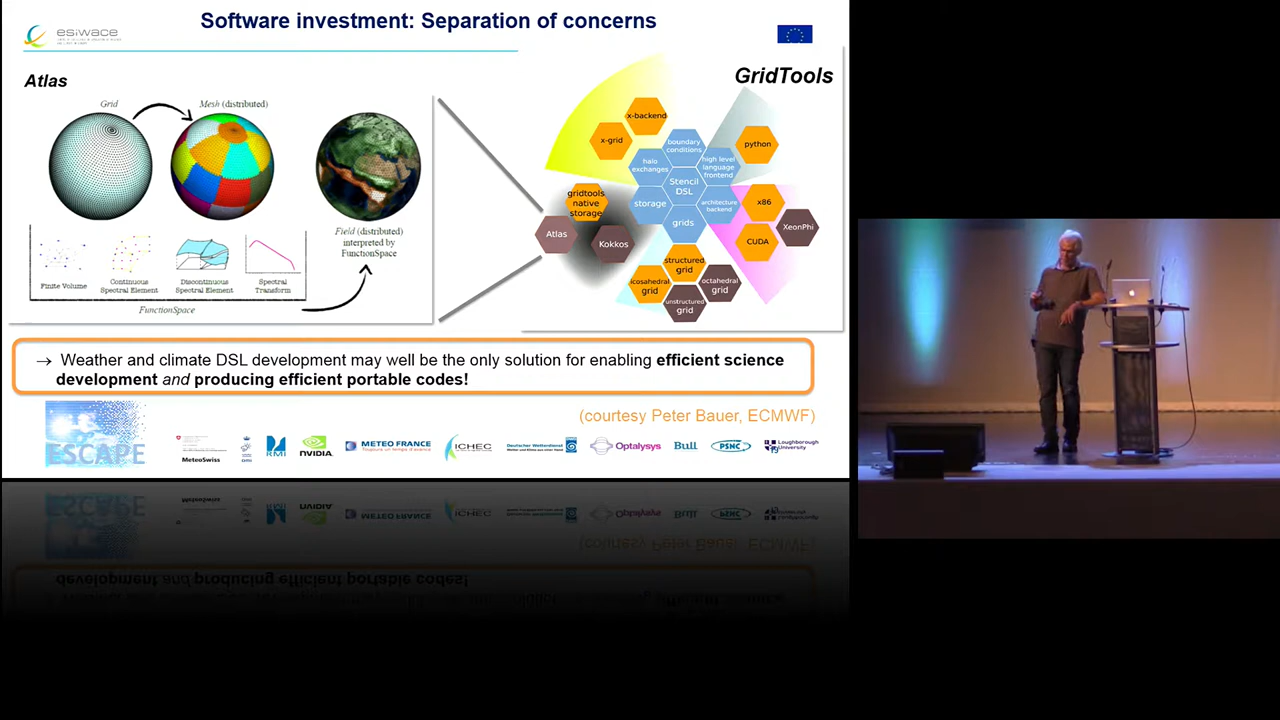 Software investment: Separation of concerns
esiwace
Atlas
GridTools
Grid
Mesh (distributed)
Field (distributed)
interpreted by
FunctionSpace
Finite Volume
Continuous
Spectral Element
Discontinuous
Spectral Element
Spectral
Transform
FunctionSpace
x-backend
x-grid
boundary
conditions
python
halo
exchanges
high level
language
frontend
Stencil
DSL
gridtools
native
storage
storage
architecture
backend
x86
grids
XeonPhi
Atlas
Kokkos
CUDA
structured
grid
icosahedral
grid
octahedral
grid
unstructured
grid
→ Weather and climate DSL development may well be the only solution for enabling efficient science
development and producing efficient portable codes!
(courtesy Peter Bauer, ECMWF)
ESCAPE
MeteoSwiss
RMI
NVIDIA.
METEO FRANCE
Toujours un temps d'avance
ICHEC
Deutscher Wetterdienst
Optalysys
Bull
PSNC
Loughborough
University